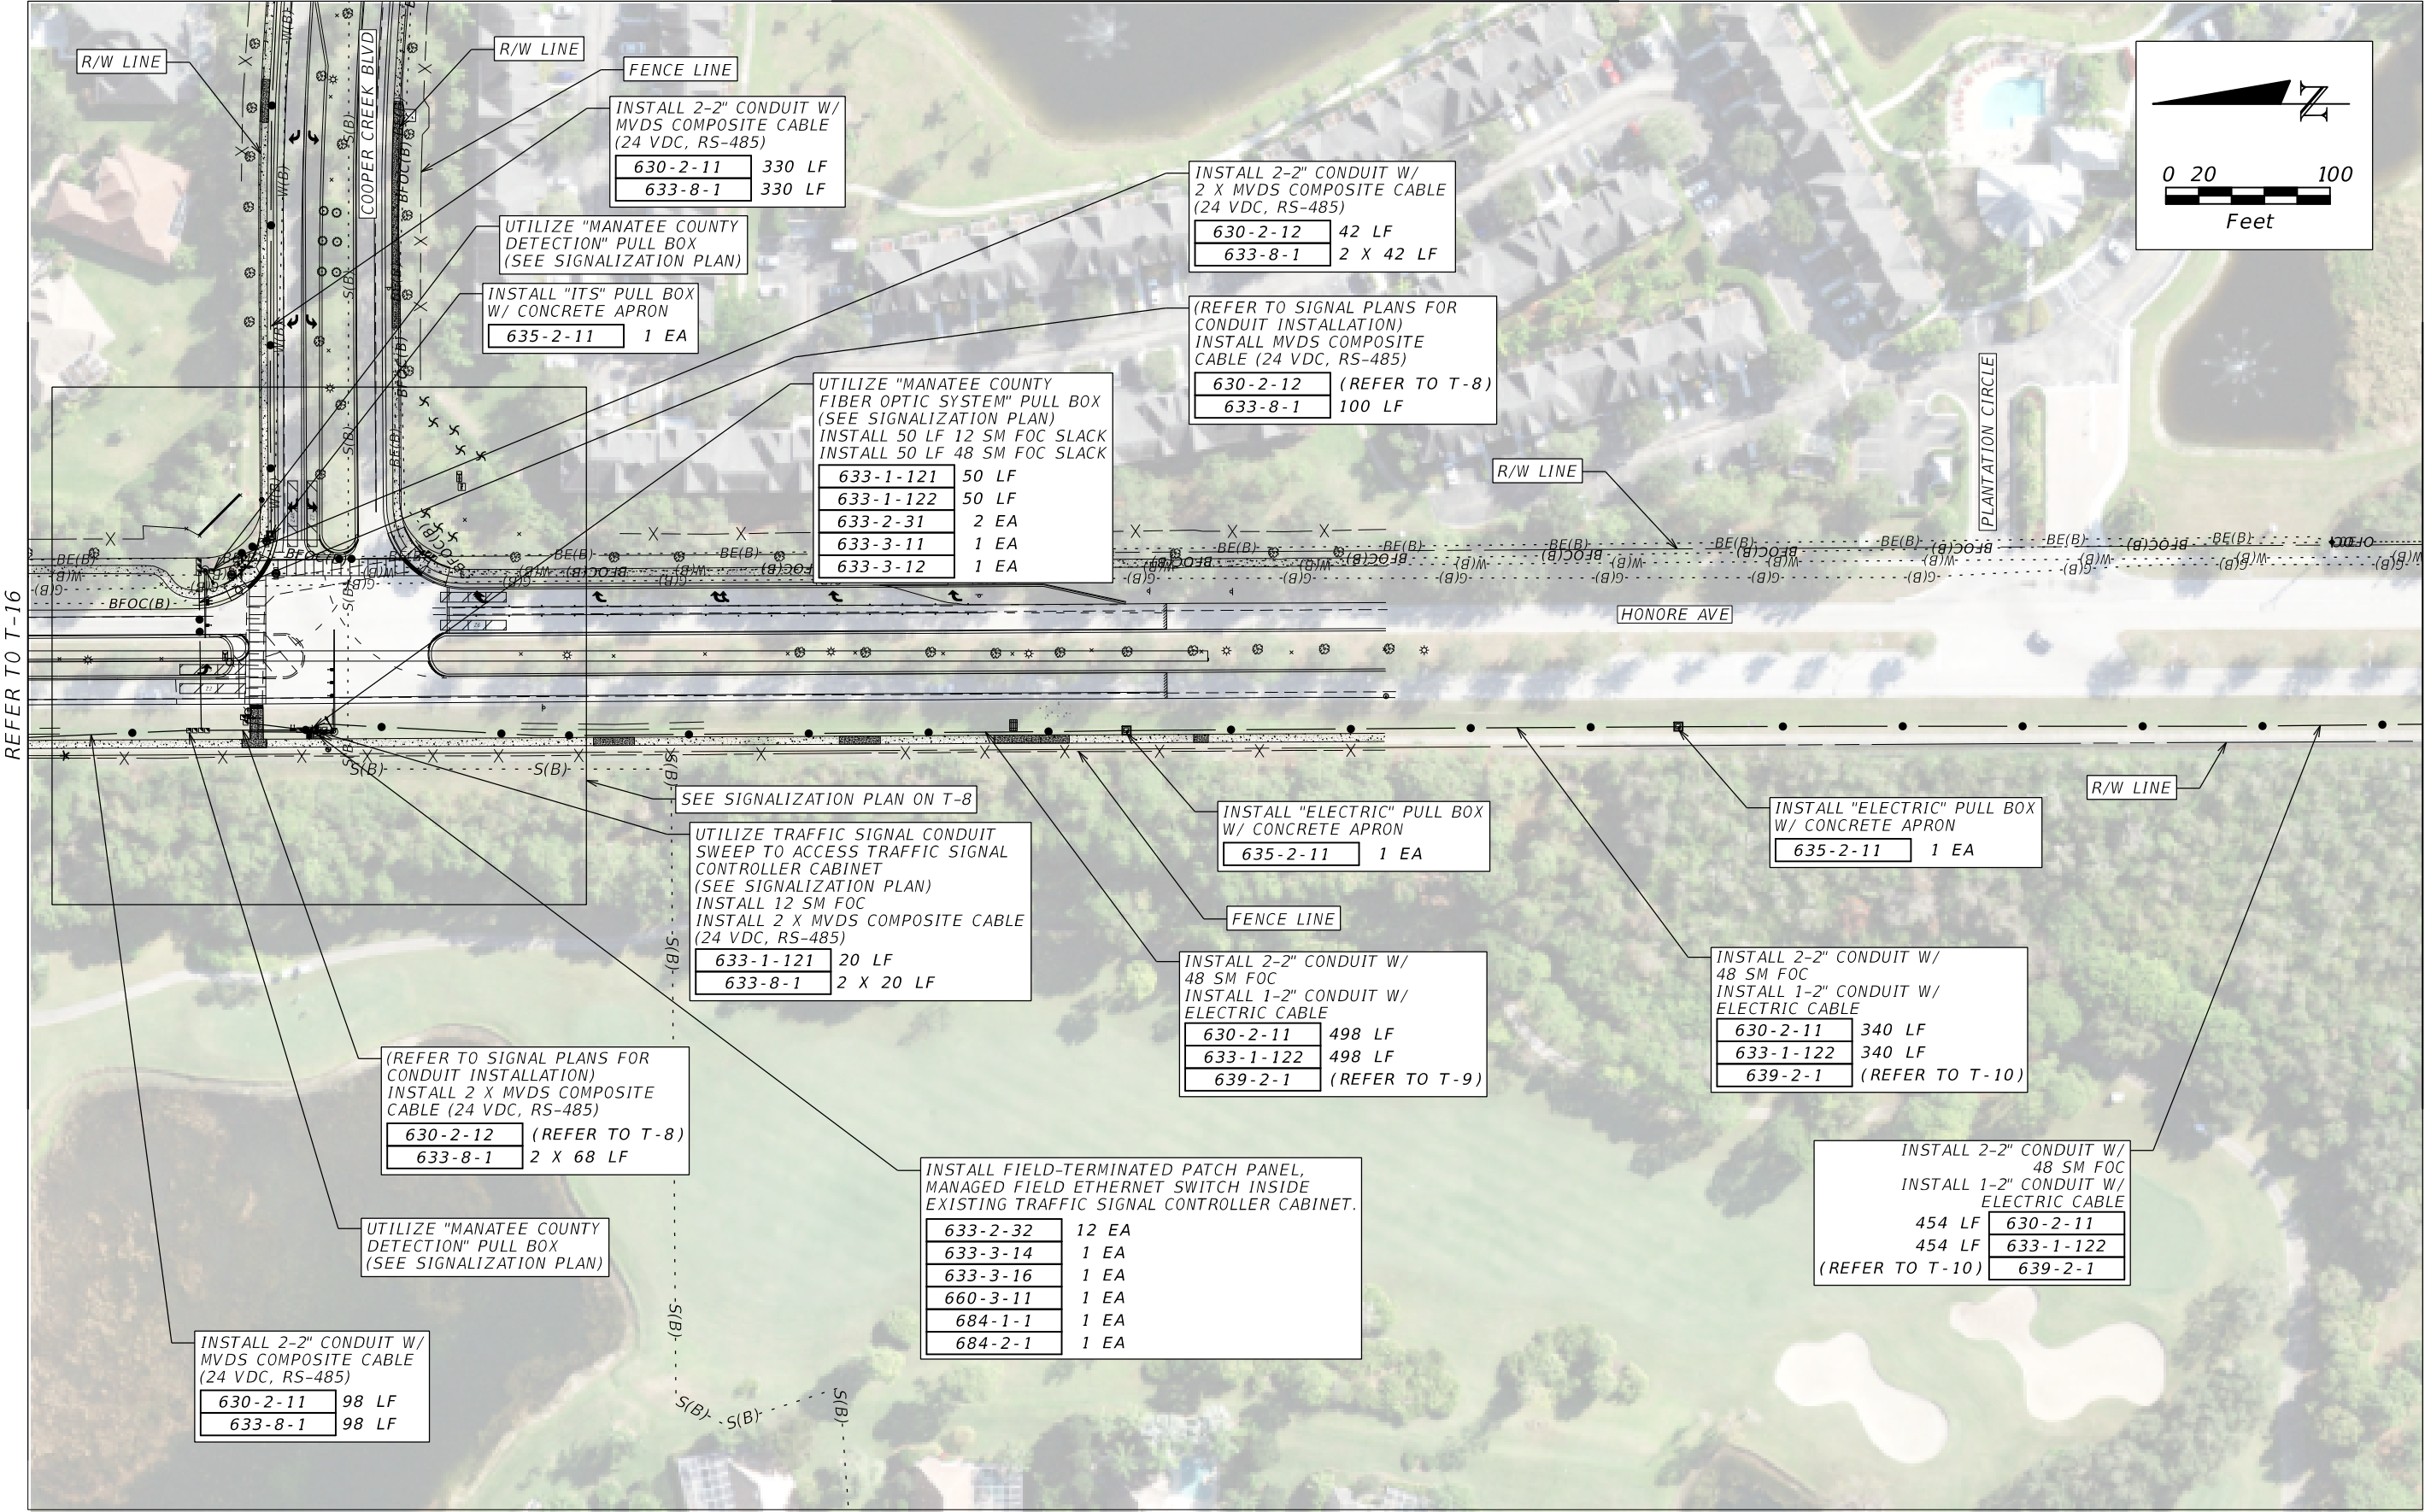 R/W LINE
R/W LINE
FENCE LINE
COOPER CREEK BLVD
INSTALL 2-2" CONDUIT W/
MVDS COMPOSITE CABLE
(24 VDC, RS-485)
630-2-11 330 LF
633-8-1 330 LF
UTILIZE "MANATEE COUNTY
DETECTION" PULL BOX
(SEE SIGNALIZATION PLAN)
INSTALL "ITS" PULL BOX
W/ CONCRETE APRON
635-2-11 1 EA
INSTALL 2-2" CONDUIT W/
2 X MVDS COMPOSITE CABLE
(24 VDC, RS-485)
630-2-12 42 LF
633-8-1 2 X 42 LF
(REFER TO SIGNAL PLANS FOR
CONDUIT INSTALLATION)
INSTALL MVDS COMPOSITE
CABLE (24 VDC, RS-485)
630-2-12 (REFER TO T-8)
633-8-1 100 LF
N
0 20 100
Feet
UTILIZE "MANATEE COUNTY
FIBER OPTIC SYSTEM" PULL BOX
(SEE SIGNALIZATION PLAN)
INSTALL 50 LF 12 SM FOC SLACK
INSTALL 50 LF 48 SM FOC SLACK
633-1-121 50 LF
633-1-122 50 LF
633-2-31 2 EA
633-3-11 1 EA
633-3-12 1 EA
R/W LINE
PLANTATION CIRCLE
HONORE AVE
REFER TO T-16
BFOC(B)
BE(B)
W(B)
G(B)
S(B)
S(B)
S(B)
R/W LINE
SEE SIGNALIZATION PLAN ON T-8
UTILIZE TRAFFIC SIGNAL CONDUIT
SWEEP TO ACCESS TRAFFIC SIGNAL
CONTROLLER CABINET
(SEE SIGNALIZATION PLAN)
INSTALL 12 SM FOC
INSTALL 2 X MVDS COMPOSITE CABLE
(24 VDC, RS-485)
633-1-121 20 LF
633-8-1 2 X 20 LF
INSTALL "ELECTRIC" PULL BOX
W/ CONCRETE APRON
635-2-11 1 EA
INSTALL "ELECTRIC" PULL BOX
W/ CONCRETE APRON
635-2-11 1 EA
FENCE LINE
INSTALL 2-2" CONDUIT W/
48 SM FOC
INSTALL 1-2" CONDUIT W/
ELECTRIC CABLE
630-2-11 498 LF
633-1-122 498 LF
639-2-1 (REFER TO T-9)
INSTALL 2-2" CONDUIT W/
48 SM FOC
INSTALL 1-2" CONDUIT W/
ELECTRIC CABLE
630-2-11 340 LF
633-1-122 340 LF
639-2-1 (REFER TO T-10)
(REFER TO SIGNAL PLANS FOR
CONDUIT INSTALLATION)
INSTALL 2 X MVDS COMPOSITE
CABLE (24 VDC, RS-485)
630-2-12 (REFER TO T-8)
633-8-1 2 X 68 LF
INSTALL 2-2" CONDUIT W/
48 SM FOC
INSTALL 1-2" CONDUIT W/
ELECTRIC CABLE
454 LF 630-2-11
454 LF 633-1-122
(REFER TO T-10) 639-2-1
INSTALL FIELD-TERMINATED PATCH PANEL,
MANAGED FIELD ETHERNET SWITCH INSIDE
EXISTING TRAFFIC SIGNAL CONTROLLER CABINET.
633-2-32 12 EA
633-3-14 1 EA
633-3-16 1 EA
660-3-11 1 EA
684-1-1 1 EA
684-2-1 1 EA
UTILIZE "MANATEE COUNTY
DETECTION" PULL BOX
(SEE SIGNALIZATION PLAN)
INSTALL 2-2" CONDUIT W/
MVDS COMPOSITE CABLE
(24 VDC, RS-485)
630-2-11 98 LF
633-8-1 98 LF
S(B)
S(B)
S(B)
S(B)
S(B)